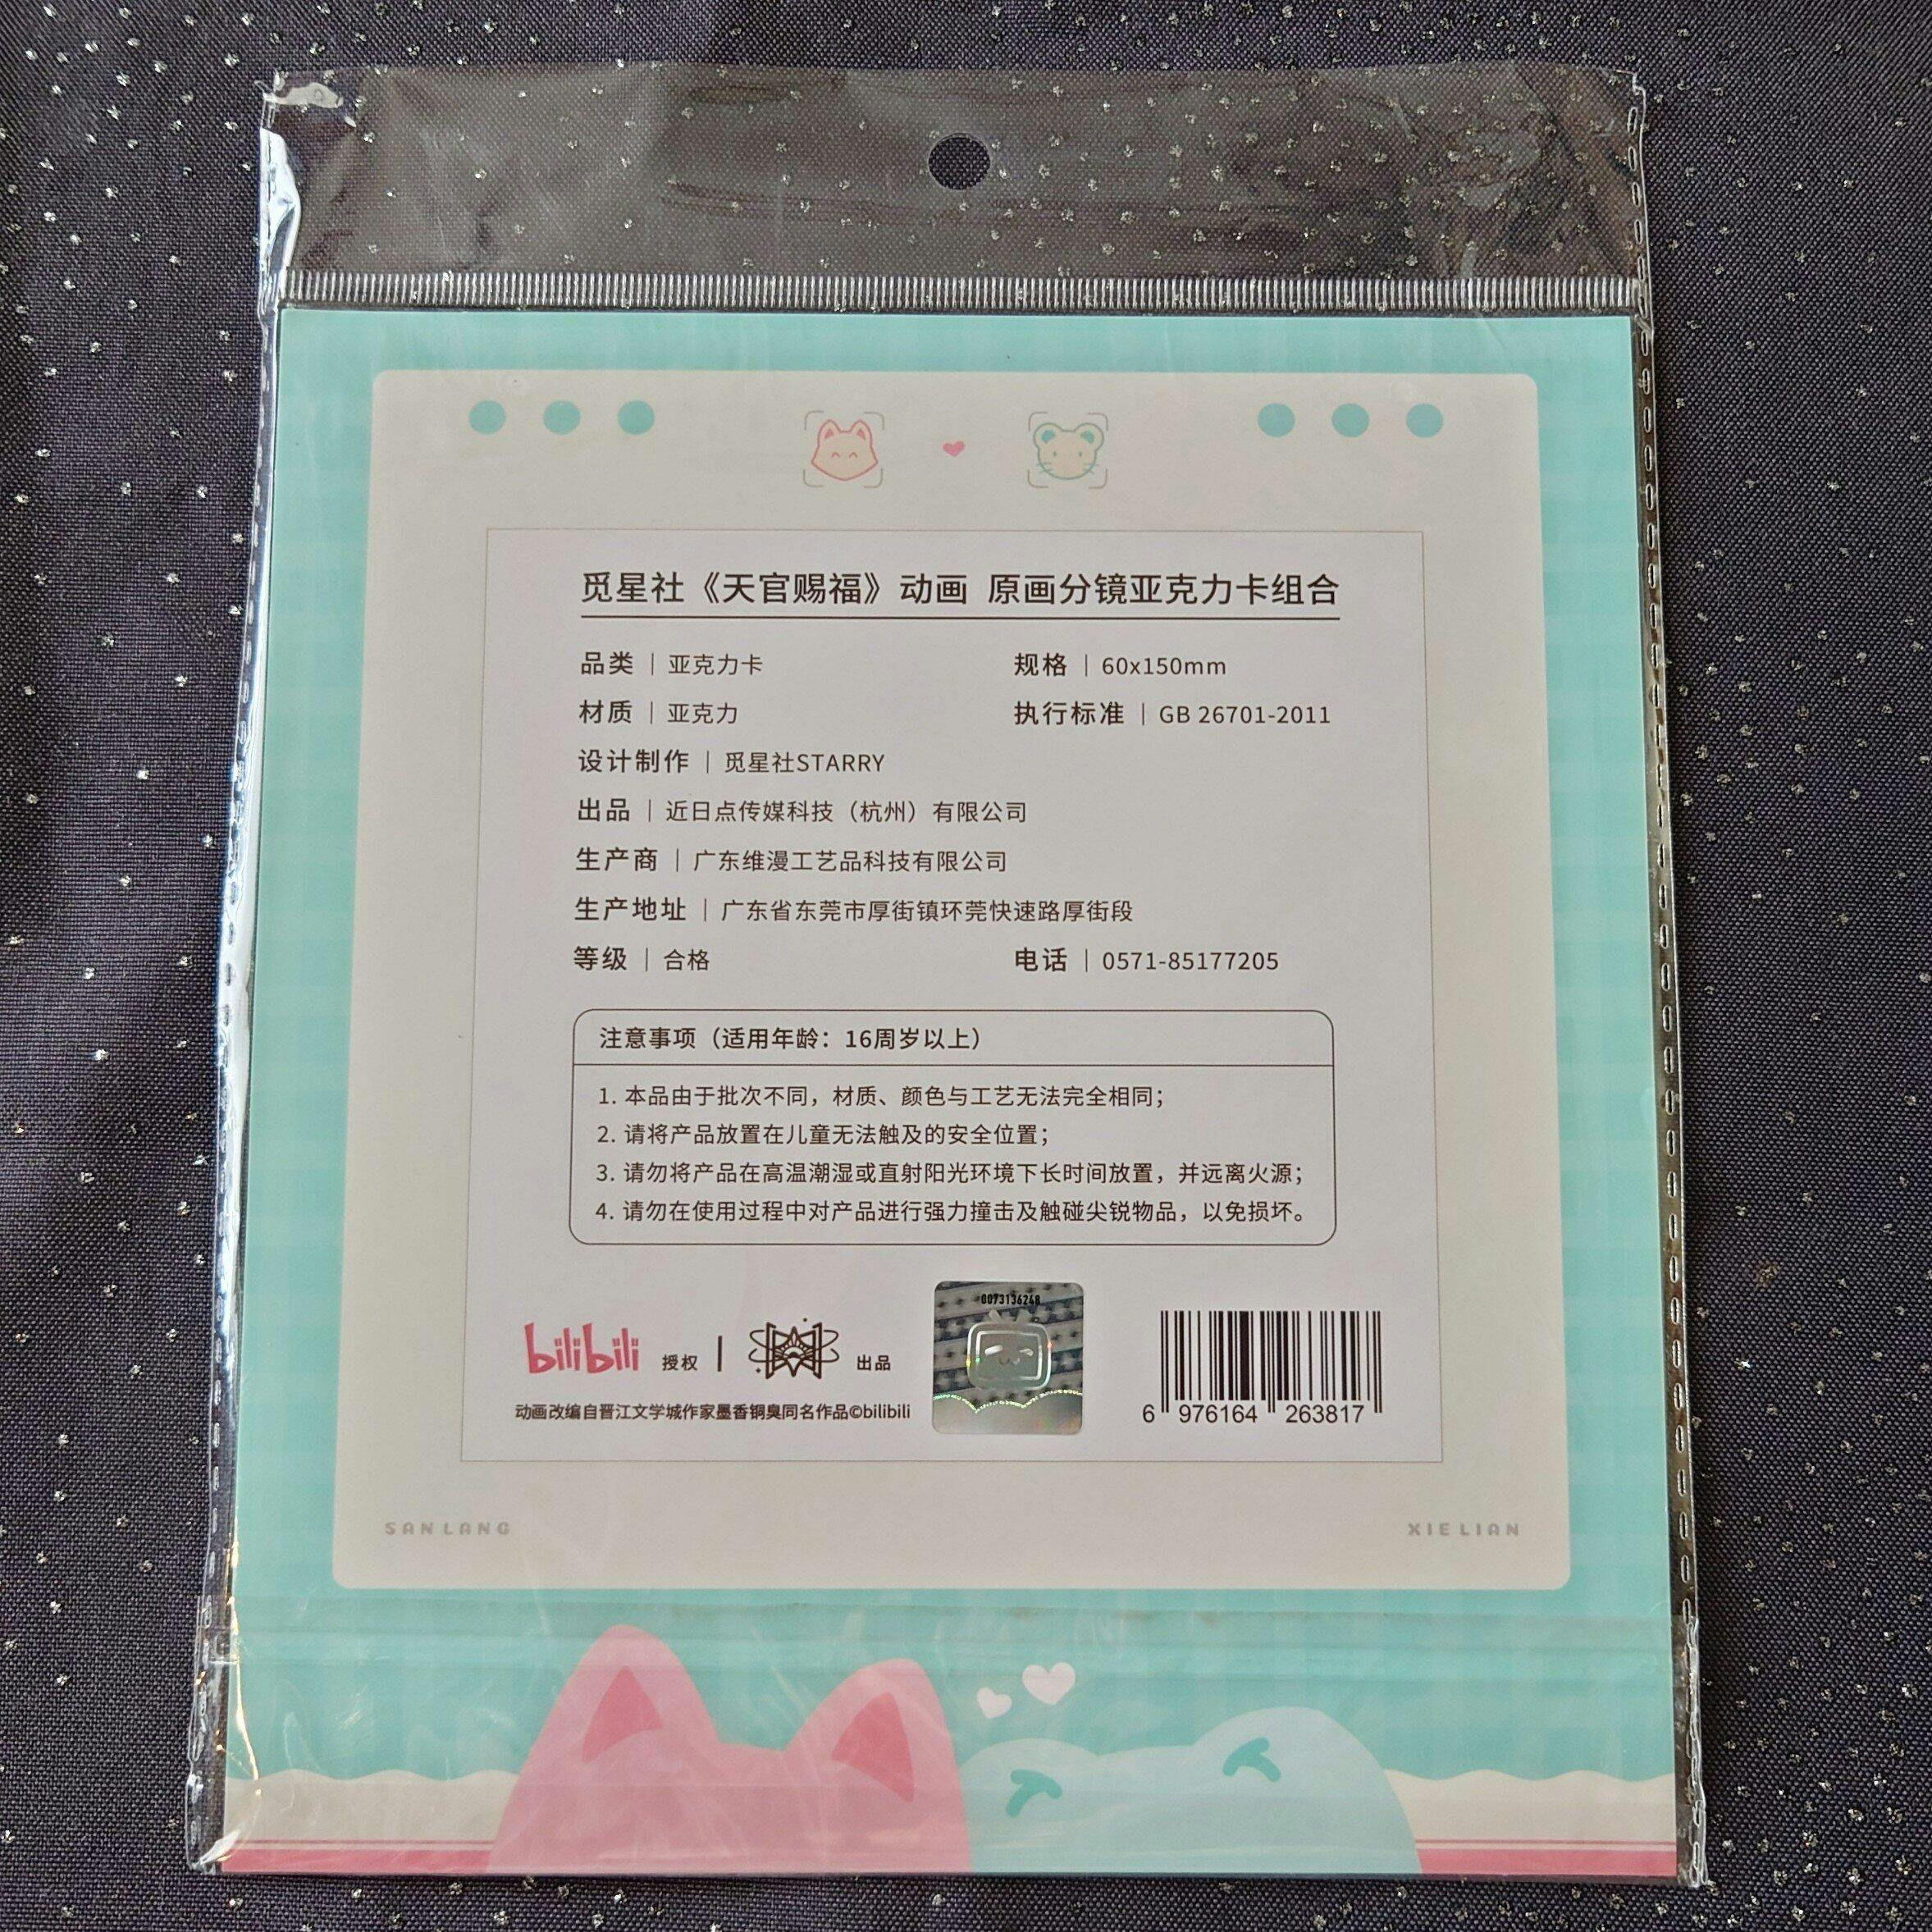 觅星社《天官赐福》动画 原画分镜亚克力卡组合
品类｜亚克力卡 规格｜60x150mm
材质｜亚克力 执行标准｜GB 26701-2011
设计制作｜觅星社STARRY
出品｜近日点传媒科技（杭州）有限公司
生产商｜广东维漫工艺品科技有限公司
生产地址｜广东省东莞市厚街镇环莞快速路厚街段
等级｜合格 电话｜0571-85177205
注意事项（适用年龄：16周岁以上）
1. 本品由于批次不同，材质、颜色与工艺无法完全相同；
2. 请将产品放置在儿童无法触及的安全位置；
3. 请勿将产品在高温潮湿或直射阳光环境下长时间放置，并远离火源；
4. 请勿在使用过程中对产品进行强力撞击及触碰尖锐物品，以免损坏。
0073136248
bilibili 授权｜出品
动画改编自晋江文学城作家墨香铜臭同名作品©bilibili
6 976164 263817
SAN LANG XIE LIAN